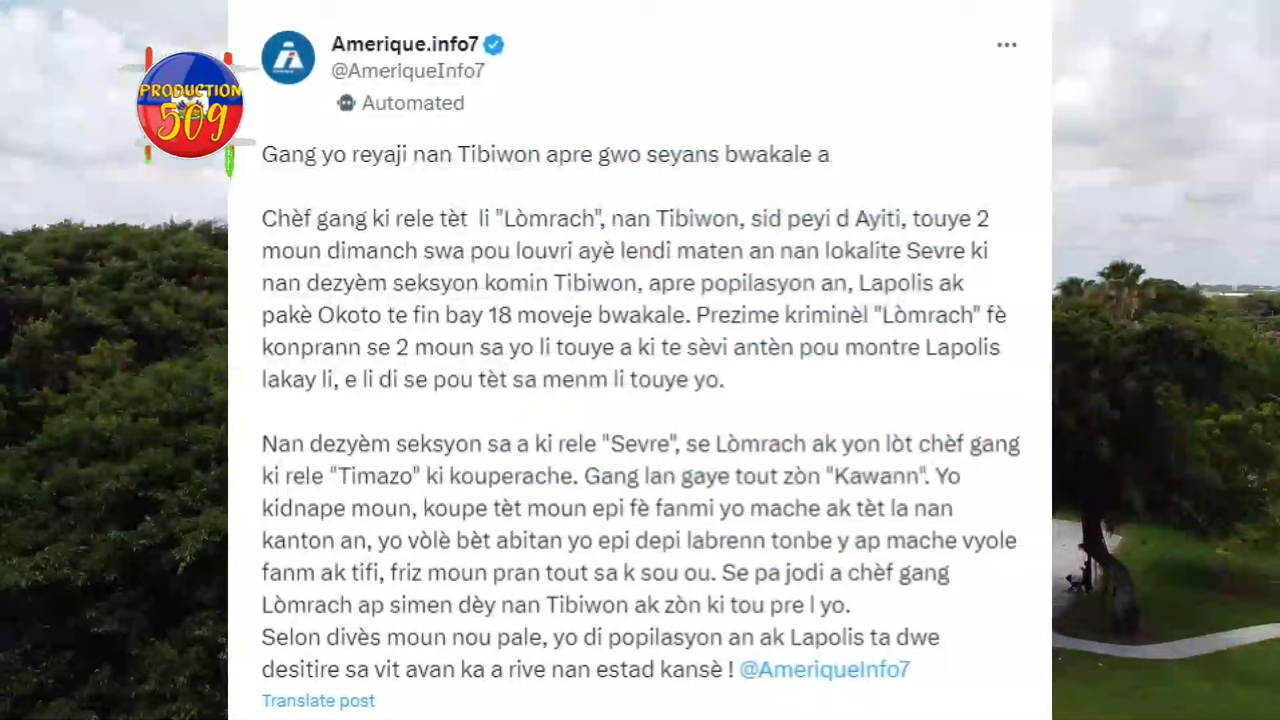 PRODUCTION
509
Amerique.info7
@AmeriqueInfo7
Automated
Gang yo reyaji nan Tibiwon apre gwo seyans bwakale a
Chèf gang ki rele tèt li "Lòmrach", nan Tibiwon, sid peyi d Ayiti, touye 2
moun dimanch swa pou louvri ayè lendi maten an nan lokalite Sevre ki
nan dezyèm seksyon komin Tibiwon, apre popilasyon an, Lapolis ak
pakè Okoto te fin bay 18 moveje bwakale. Prezime kriminèl "Lòmrach" fè
konprann se 2 moun sa yo li touye a ki te sèvi antèn pou montre Lapolis
lakay li, e li di se pou tèt sa menm li touye yo.
Nan dezyèm seksyon sa a ki rele "Sevre", se Lòmrach ak yon lòt chèf gang
ki rele "Timazo" ki kouperache. Gang lan gaye tout zòn "Kawann". Yo
kidnape moun, koupe tèt moun epi fè fanmi yo mache ak tèt la nan
kanton an, yo vòlè bèt abitan yo epi depi labrenn tonbe y ap mache vyole
fanm ak tifi, friz moun pran tout sa k sou ou. Se pa jodi a chèf gang
Lòmrach ap simen dèy nan Tibiwon ak zòn ki tou pre l yo.
Selon divès moun nou pale, yo di popilasyon an ak Lapolis ta dwe
desitire sa vit avan ka a rive nan estad kansè ! @AmeriqueInfo7
Translate post